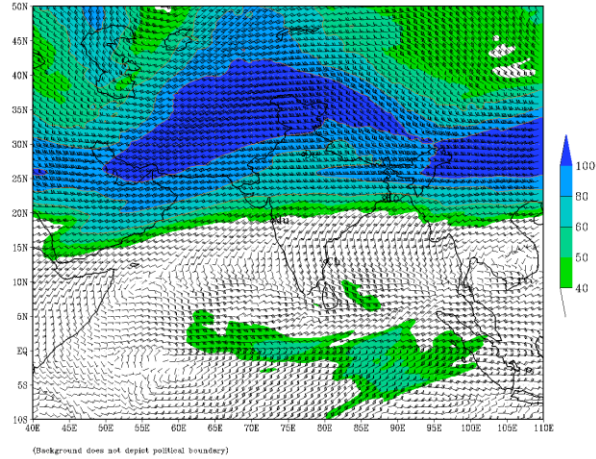 50N
45N
40N
35N
30N
25N
20N
15N
10N
5N
EQ
5S
10S
40E 45E 50E 55E 60E 65E 70E 75E 80E 85E 90E 95E 100E 105E 110E
100
80
60
50
40
(Background does not depict political boundary)